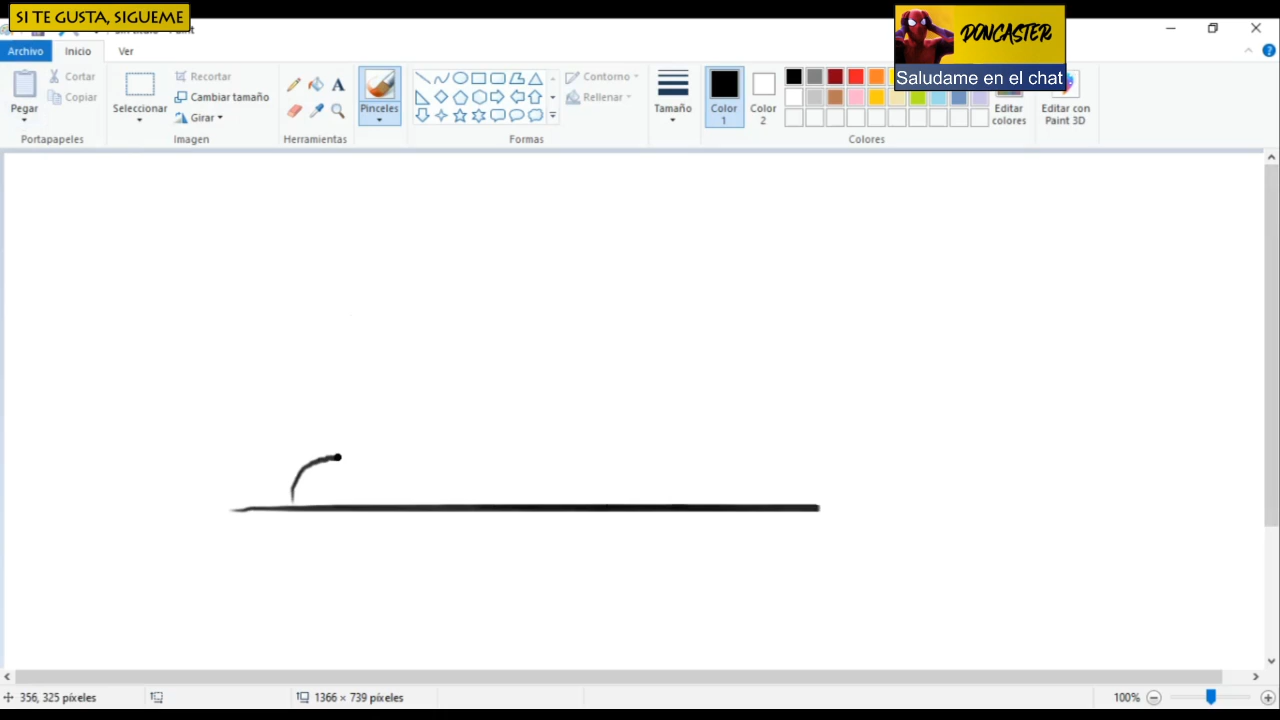 SI TE GUSTA, SIGUEME
DONCASTER
Saludame en el chat
Archivo
Inicio
Ver
Pegar
Cortar
Copiar
Portapapeles
Seleccionar
Recortar
Cambiar tamaño
Girar
Imagen
Herramientas
Pinceles
Formas
Contorno
Rellenar
Tamaño
Color
1
Color
2
Editar
colores
Editar con
Paint 3D
Colores
356, 325 píxeles
1366 × 739 píxeles
100%